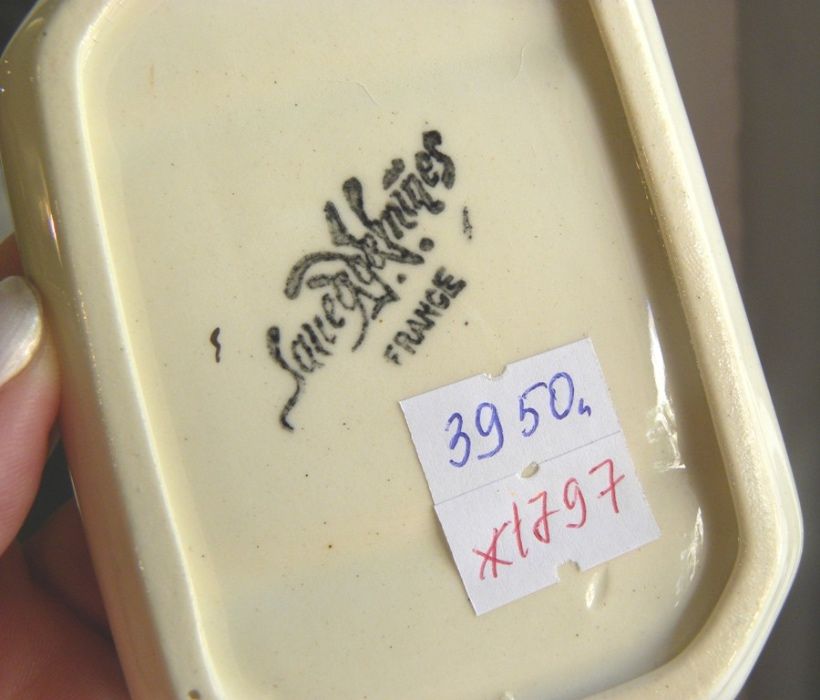 Sarreguemines
FRANCE
3950,
x1797